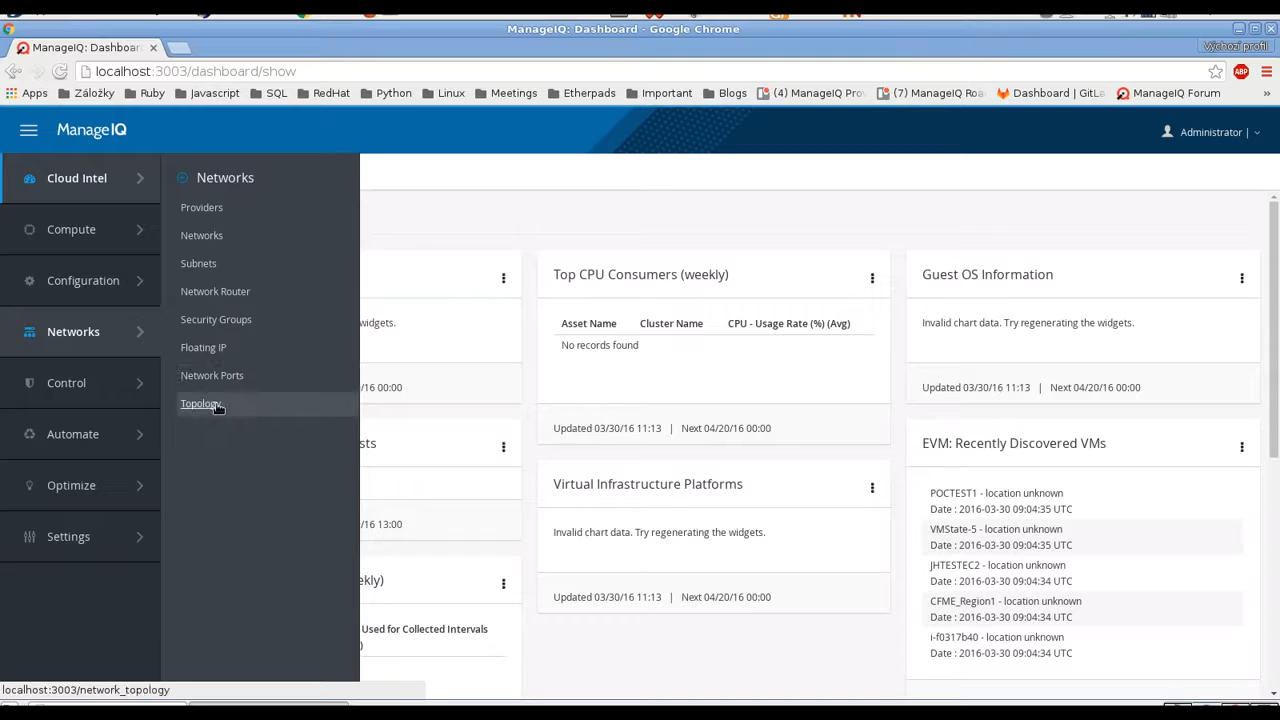 ManageIQ: Dashboard - Google Chrome
ManageIQ: Dashboar
Výchozí profil
localhost:3003/dashboard/show
ABP
Apps Záložky Ruby Javascript SQL RedHat Python Linux Meetings Etherpads Important Blogs (4) ManageIQ Pro (7) ManageIQ Roa Dashboard | GitLa ManageIQ Forum »
ManageIQ
Administrator |
Cloud Intel
Compute
Configuration
Networks
Control
Automate
Optimize
Settings
Networks
Providers
Networks
Subnets
Network Router
Security Groups
Floating IP
Network Ports
Topology
widgets.
/16 00:00
sts
/16 13:00
ekly)
Used for Collected Intervals
)
Top CPU Consumers (weekly)
Asset Name Cluster Name CPU - Usage Rate (%) (Avg)
No records found
Updated 03/30/16 11:13 | Next 04/20/16 00:00
Virtual Infrastructure Platforms
Invalid chart data. Try regenerating the widgets.
Updated 03/30/16 11:13 | Next 04/20/16 00:00
Guest OS Information
Invalid chart data. Try regenerating the widgets.
Updated 03/30/16 11:13 | Next 04/20/16 00:00
EVM: Recently Discovered VMs
POCTEST1 - location unknown
Date : 2016-03-30 09:04:35 UTC
VMState-5 - location unknown
Date : 2016-03-30 09:04:35 UTC
JHTESTEC2 - location unknown
Date : 2016-03-30 09:04:34 UTC
CFME_Region1 - location unknown
Date : 2016-03-30 09:04:34 UTC
i-f0317b40 - location unknown
Date : 2016-03-30 09:04:34 UTC
localhost:3003/network_topology